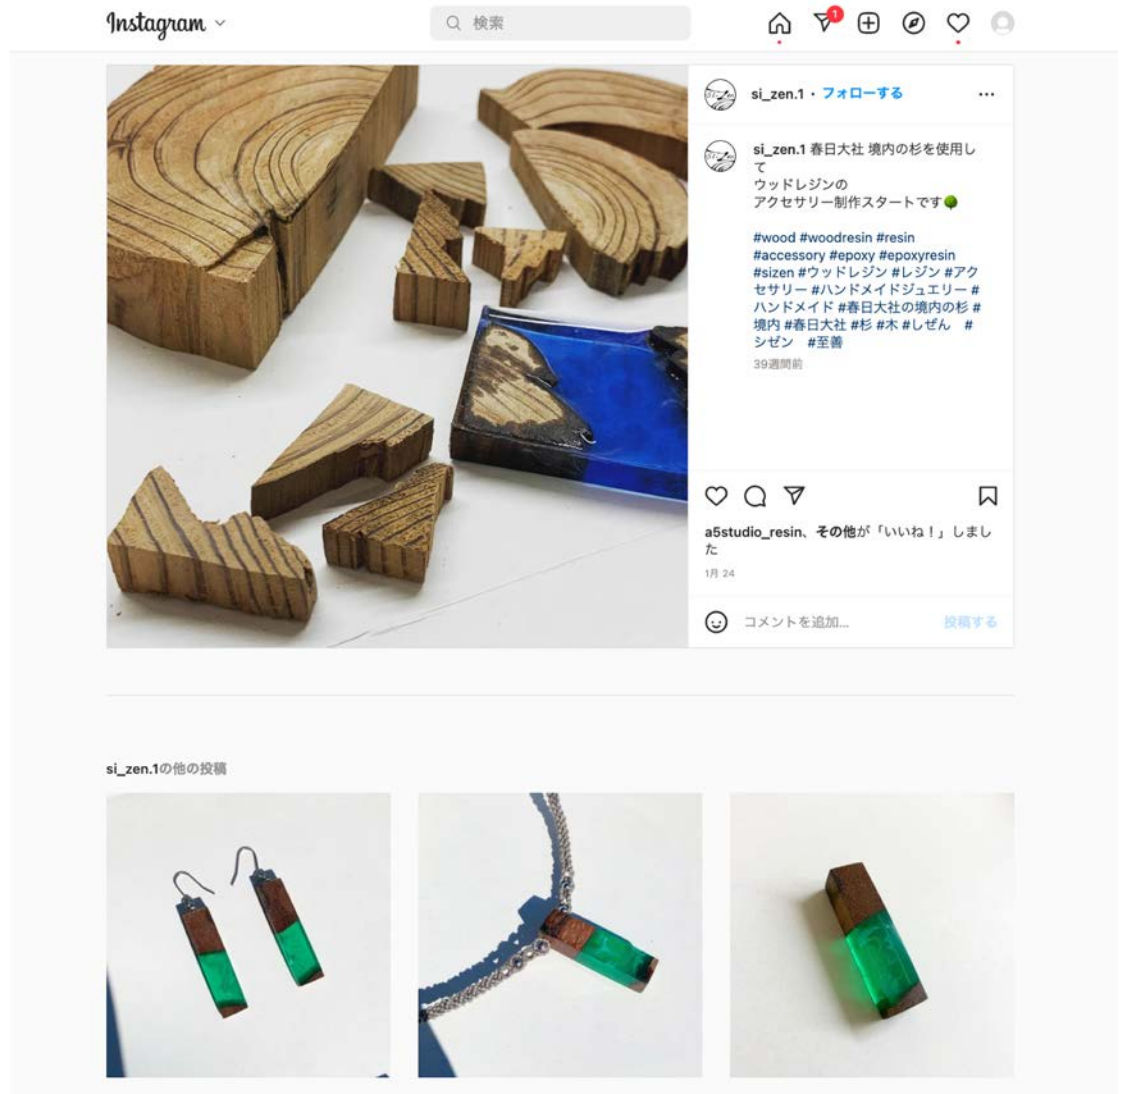 Instagram
検索
1
si_zen.1 • フォローする
si_zen.1 春日大社 境内の杉を使用し
て
ウッドレジンの
アクセサリー制作スタートです🌳
#wood #woodresin #resin
#accessory #epoxy #epoxyresin
#sizen #ウッドレジン #レジン #アク
セサリー #ハンドメイドジュエリー #
ハンドメイド #春日大社の境内の杉 #
境内 #春日大社 #杉 #木 #しぜん　#
シゼン　#至善
39週間前
a5studio_resin、その他が「いいね！」しまし
た
1月 24
コメントを追加...
投稿する
si_zen.1の他の投稿